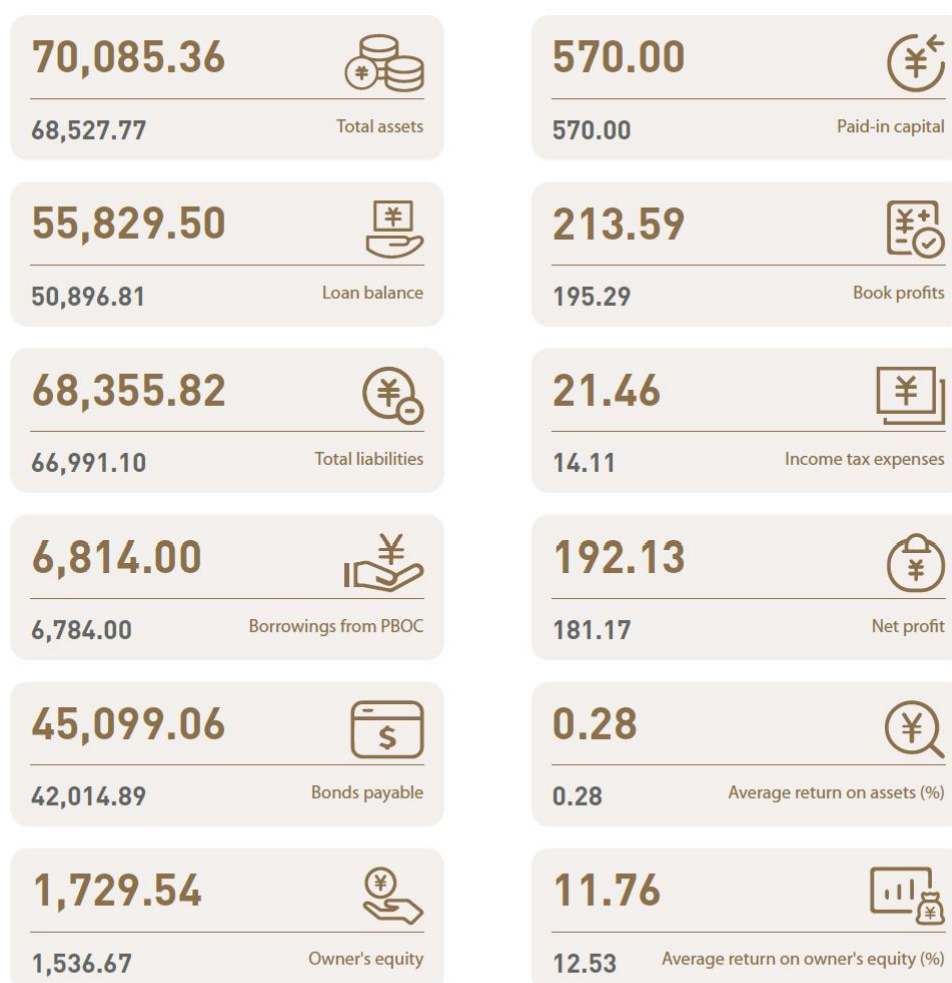 70,085.36
68,527.77 Total assets
55,829.50
50,896.81 Loan balance
68,355.82
66,991.10 Total liabilities
6,814.00
6,784.00 Borrowings from PBOC
45,099.06
42,014.89 Bonds payable
1,729.54
1,536.67 Owner's equity
570.00
570.00 Paid-in capital
213.59
195.29 Book profits
21.46
14.11 Income tax expenses
192.13
181.17 Net profit
0.28
0.28 Average return on assets (%)
11.76
12.53 Average return on owner's equity (%)